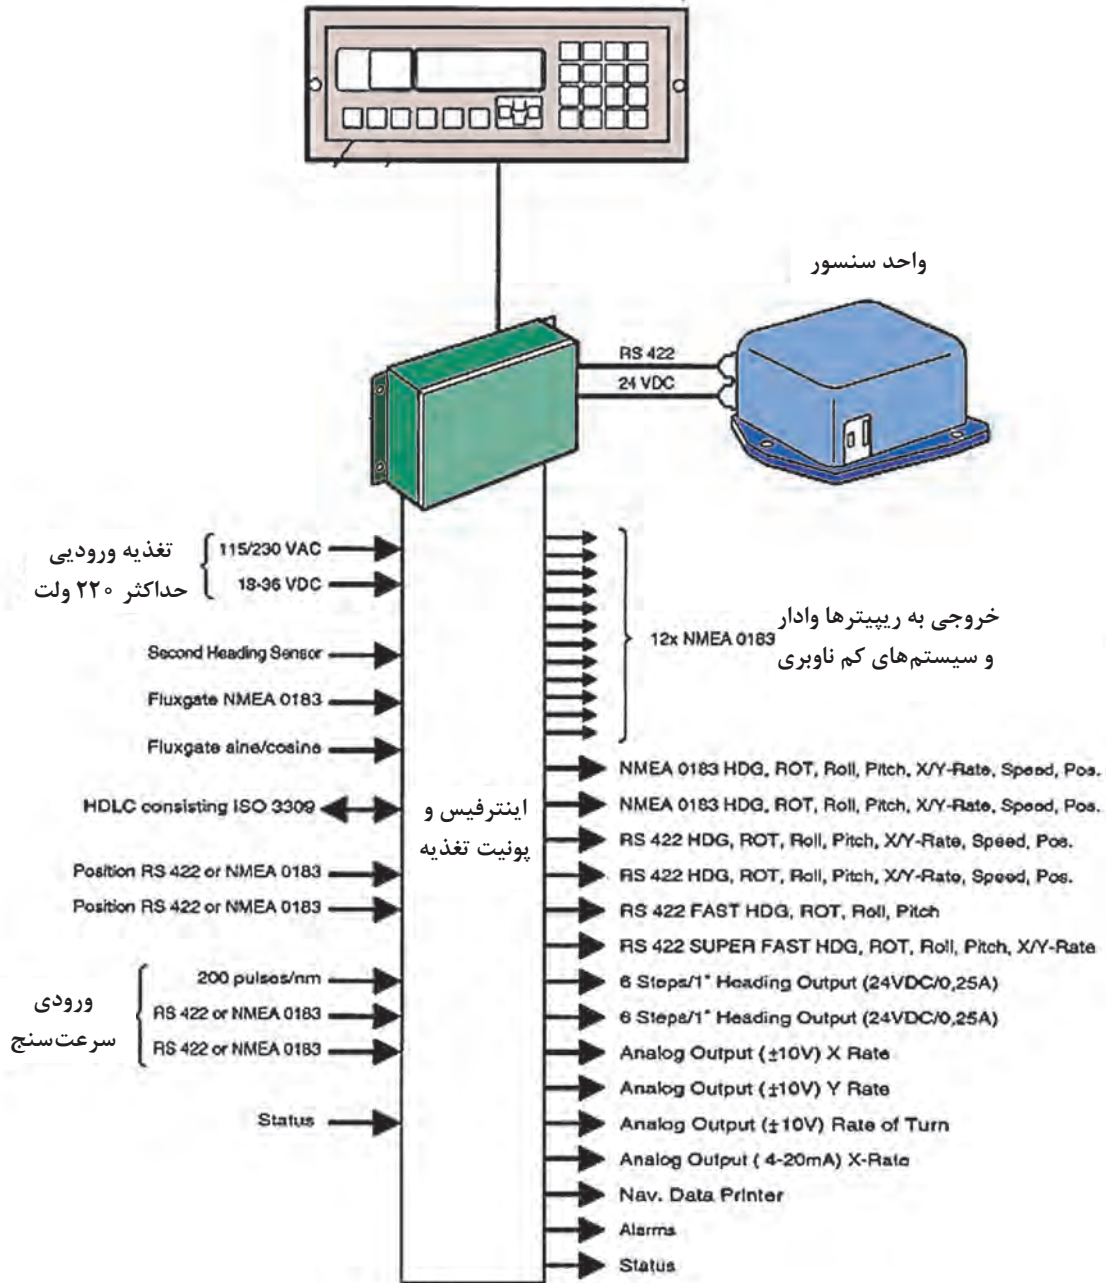 واحد سنسور
RS 422
24 VDC
تغذیه ورودیی
حداکثر ۲۲۰ ولت
115/230 VAC
18-36 VDC
Second Heading Sensor
Fluxgate NMEA 0183
Fluxgate sine/cosine
HDLC consisting ISO 3309
Position RS 422 or NMEA 0183
Position RS 422 or NMEA 0183
ورودی
سرعت‌سنج
200 pulses/nm
RS 422 or NMEA 0183
RS 422 or NMEA 0183
Status
اینترفیس و
پونیت تغذیه
12x NMEA 0183
خروجی به ریپیترها وادار
و سیستم‌های کم ناوبری
NMEA 0183 HDG, ROT, Roll, Pitch, X/Y-Rate, Speed, Pos.
NMEA 0183 HDG, ROT, Roll, Pitch, X/Y-Rate, Speed, Pos.
RS 422 HDG, ROT, Roll, Pitch, X/Y-Rate, Speed, Pos.
RS 422 HDG, ROT, Roll, Pitch, X/Y-Rate, Speed, Pos.
RS 422 FAST HDG, ROT, Roll, Pitch
RS 422 SUPER FAST HDG, ROT, Roll, Pitch, X/Y-Rate
6 Steps/1° Heading Output (24VDC/0,25A)
6 Steps/1° Heading Output (24VDC/0,25A)
Analog Output (±10V) X Rate
Analog Output (±10V) Y Rate
Analog Output (±10V) Rate of Turn
Analog Output ( 4-20mA) X-Rate
Nav. Data Printer
Alarms
Status